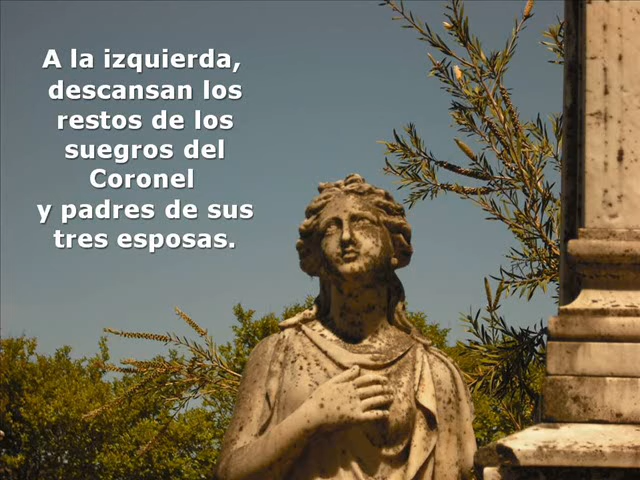 A la izquierda,
descansan los
restos de los
suegros del
Coronel
y padres de sus
tres esposas.